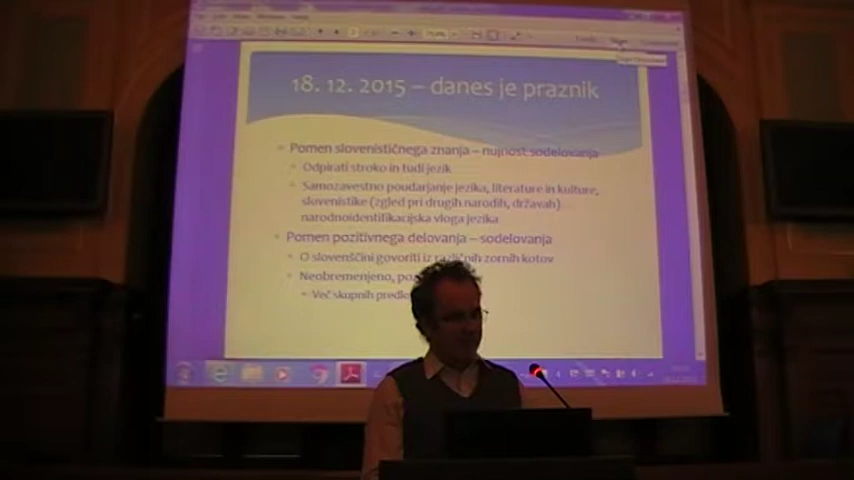 18. 12. 2015 – danes je praznik
Pomen slovenističnega znanja – nujnost sodelovanja
Odpirati stroko in tudi jezik
Samozavestno poudarjanje jezika, literature in kulture,
slovenistike (zgled pri drugih narodih, državah)
narodnoidentifikacijska vloga jezika
Pomen pozitivnega delovanja – sodelovanja
O slovenščini govoriti iz različnih zornih kotov
Neobremenjeno,
Več skupnih